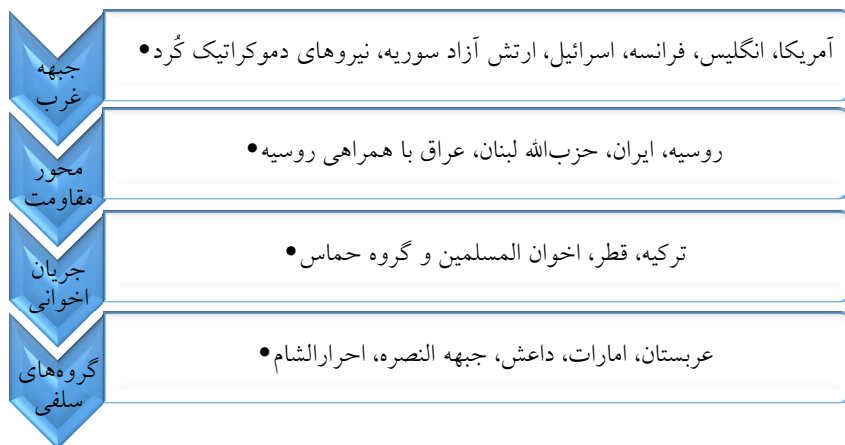 جبهه
غرب
آمریکا، انگلیس، فرانسه، اسرائیل، ارتش آزاد سوریه، نیروهای دموکراتیک کُرد•
محور
مقاومت
روسیه، ایران، حزب‌الله لبنان، عراق با همراهی روسیه•
جریان
اخوانی
ترکیه، قطر، اخوان المسلمین و گروه حماس•
گروه‌های
سلفی
عربستان، امارات، داعش، جبهه النصره، احرارالشام•